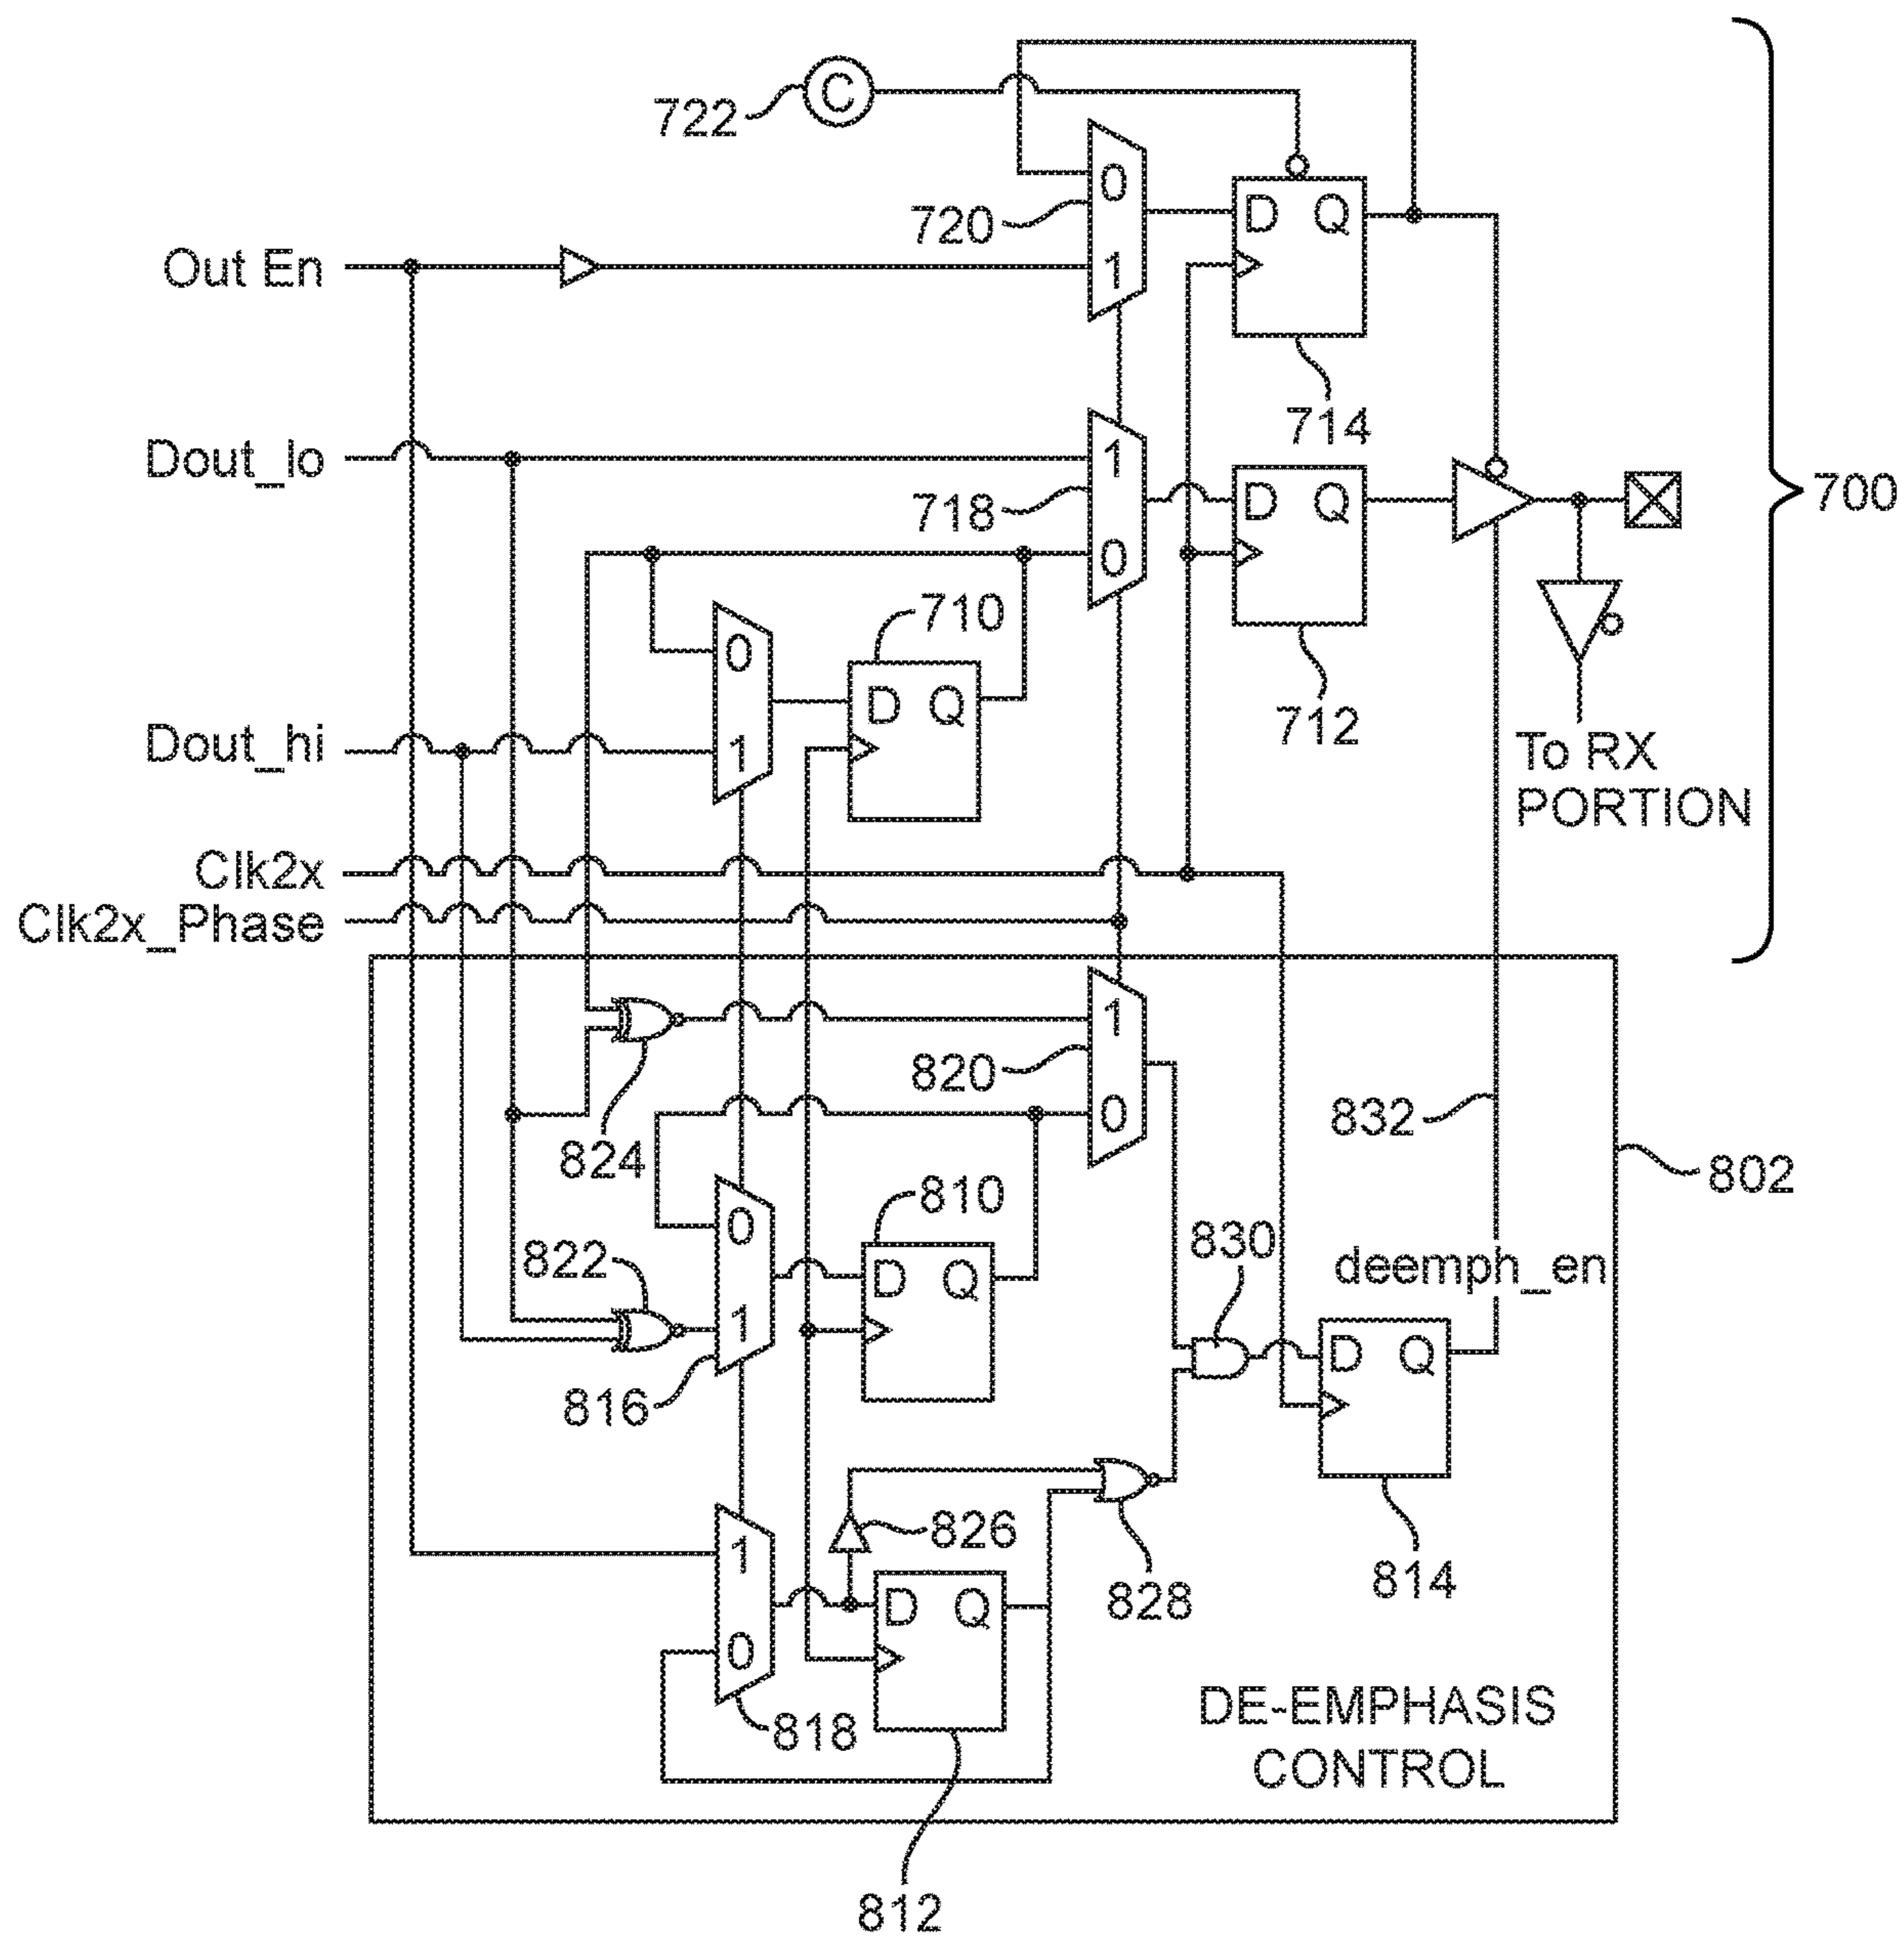 722
C
0
720
D Q
Out En
1
714
Dout_lo
1
718
D Q
700
0
710
0
712
D Q
Dout_hi
1
To RX
PORTION
Clk2x
Clk2x_Phase
1
820
824
0
832
802
810
0
830
822
D Q
deemph_en
1
816
D Q
826
1
828
814
D Q
0
818
DE-EMPHASIS
CONTROL
812